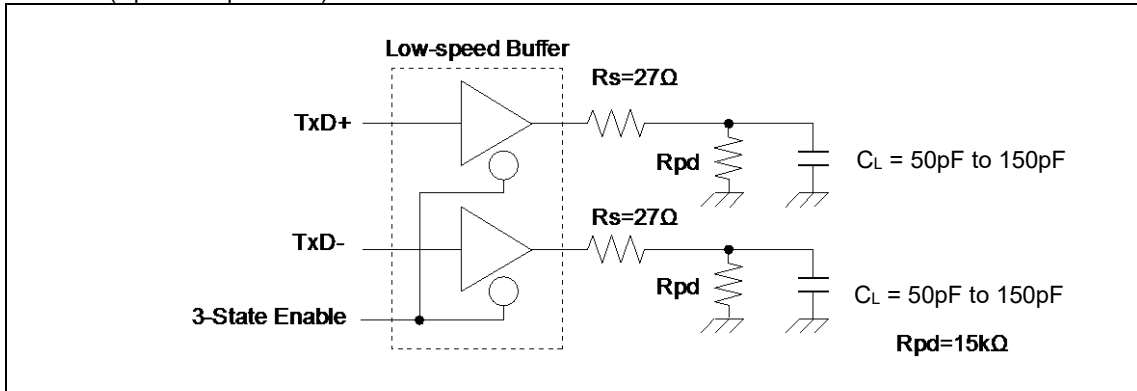 Low-speed Buffer
Rs=27Ω
TxD+
Rpd
CL = 50pF to 150pF
Rs=27Ω
TxD-
Rpd
CL = 50pF to 150pF
3-State Enable
Rpd=15kΩ